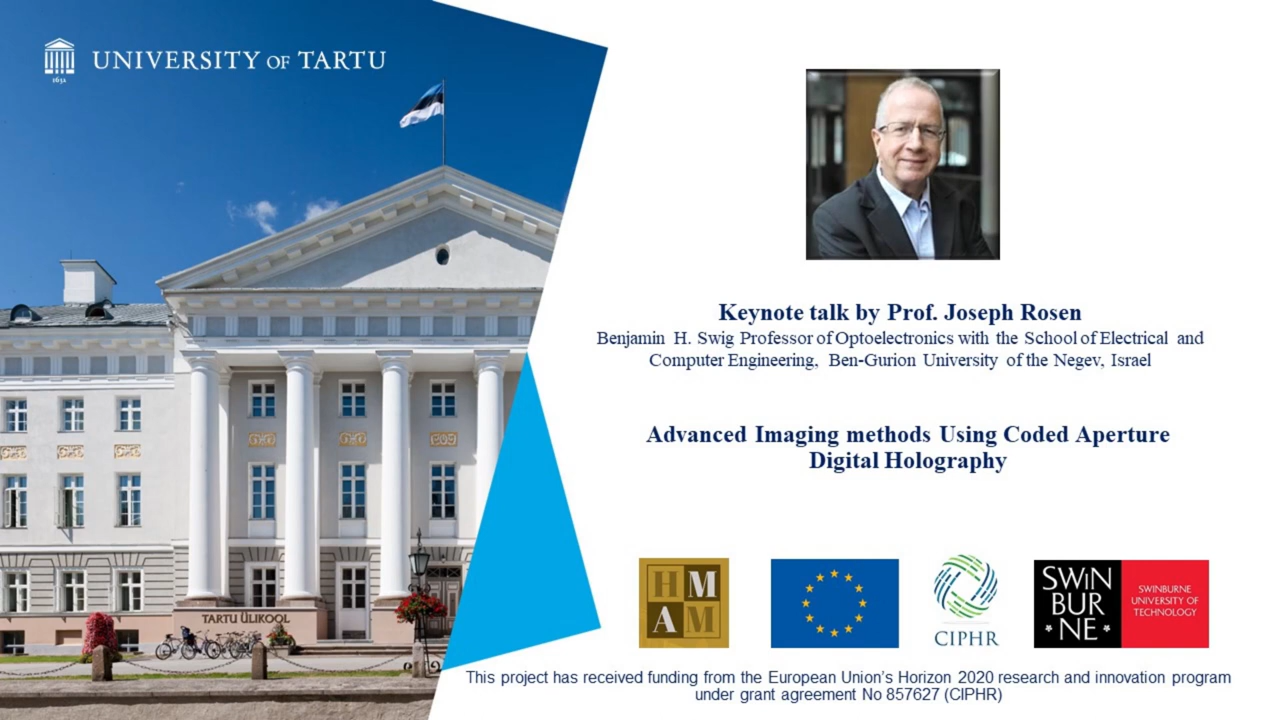 UNIVERSITY OF TARTU
1632
TARTU ÜLIKOOL
Keynote talk by Prof. Joseph Rosen
Benjamin H. Swig Professor of Optoelectronics with the School of Electrical and
Computer Engineering, Ben-Gurion University of the Negev, Israel
Advanced Imaging methods Using Coded Aperture
Digital Holography
HM
AM
CIPHR
SWiN
BUR
NE
SWINBURNE
UNIVERSITY OF
TECHNOLOGY
This project has received funding from the European Union's Horizon 2020 research and innovation program
under grant agreement No 857627 (CIPHR)